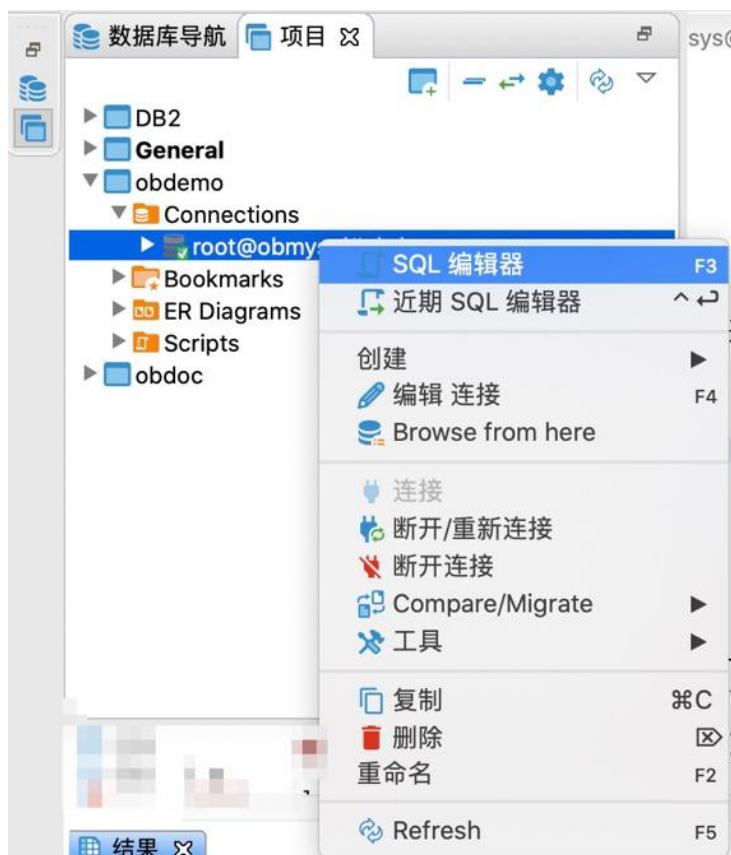 数据库导航 项目
sys@
DB2
General
obdemo
Connections
root@obmys
Bookmarks
ER Diagrams
Scripts
obdoc
SQL 编辑器 F3
近期 SQL 编辑器 ^ ↩
创建 ▶
编辑 连接 F4
Browse from here
连接
断开/重新连接
断开连接
Compare/Migrate ▶
工具 ▶
复制 ⌘C
删除 ⌦
重命名 F2
Refresh F5
结果